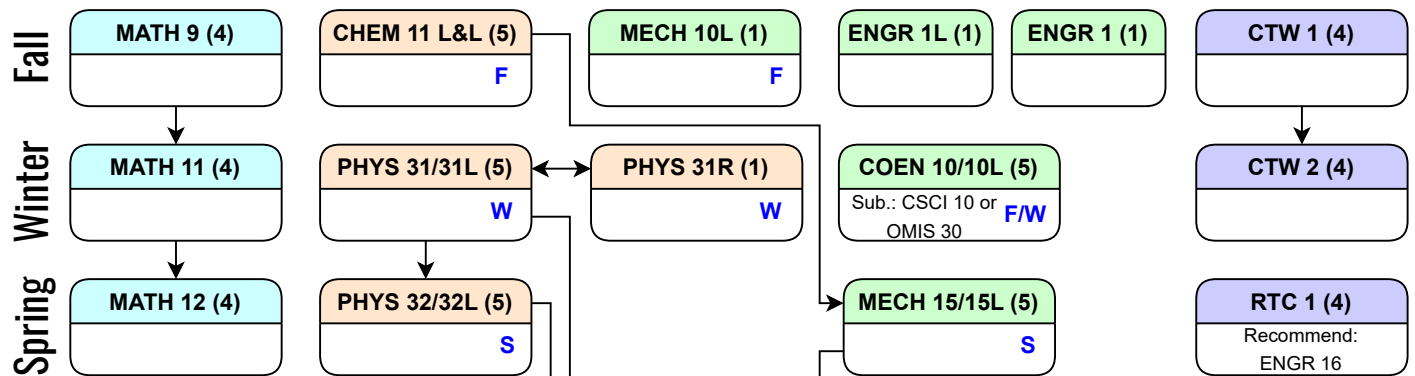 Fall
MATH 9 (4)
CHEM 11 L&L (5)
F
MECH 10L (1)
F
ENGR 1L (1)
ENGR 1 (1)
CTW 1 (4)
Winter
MATH 11 (4)
PHYS 31/31L (5)
W
PHYS 31R (1)
W
COEN 10/10L (5)
Sub.: CSCI 10 or
OMIS 30
F/W
CTW 2 (4)
Spring
MATH 12 (4)
PHYS 32/32L (5)
S
MECH 15/15L (5)
S
RTC 1 (4)
Recommend:
ENGR 16